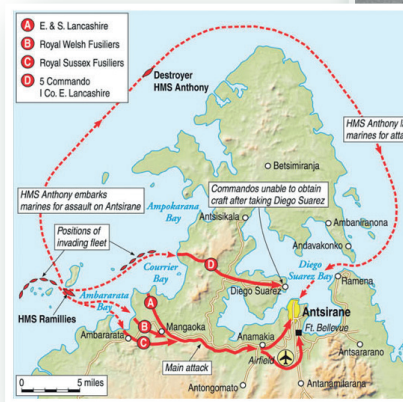 A E. & S. Lancashire
B Royal Welsh Fusiliers
C Royal Sussex Fusiliers
D 5 Commando
I Co. E. Lancashire
Destroyer
HMS Anthony
HMS Anthony
marines for
Betsimiranja
Commandos unable to obtain
craft after taking Diego Suarez
HMS Anthony embarks
marines for assault on Antsirane
Ampokarana
Bay
Antsisikala
Ambanironona
Andavakonko
Positions of
invading fleet
Courrier
Bay
D
Diego
Suarez Bay
Ramena
Diego Suarez
HMS Ramillies
Ambararata
Bay
A
Antsirane
B
Mangaoka
Ft. Bellevue
Ambararata
C
Anamakia
Main attack
Airfield
Antsararano
0 5 miles
Antongomato
Antanamilarana